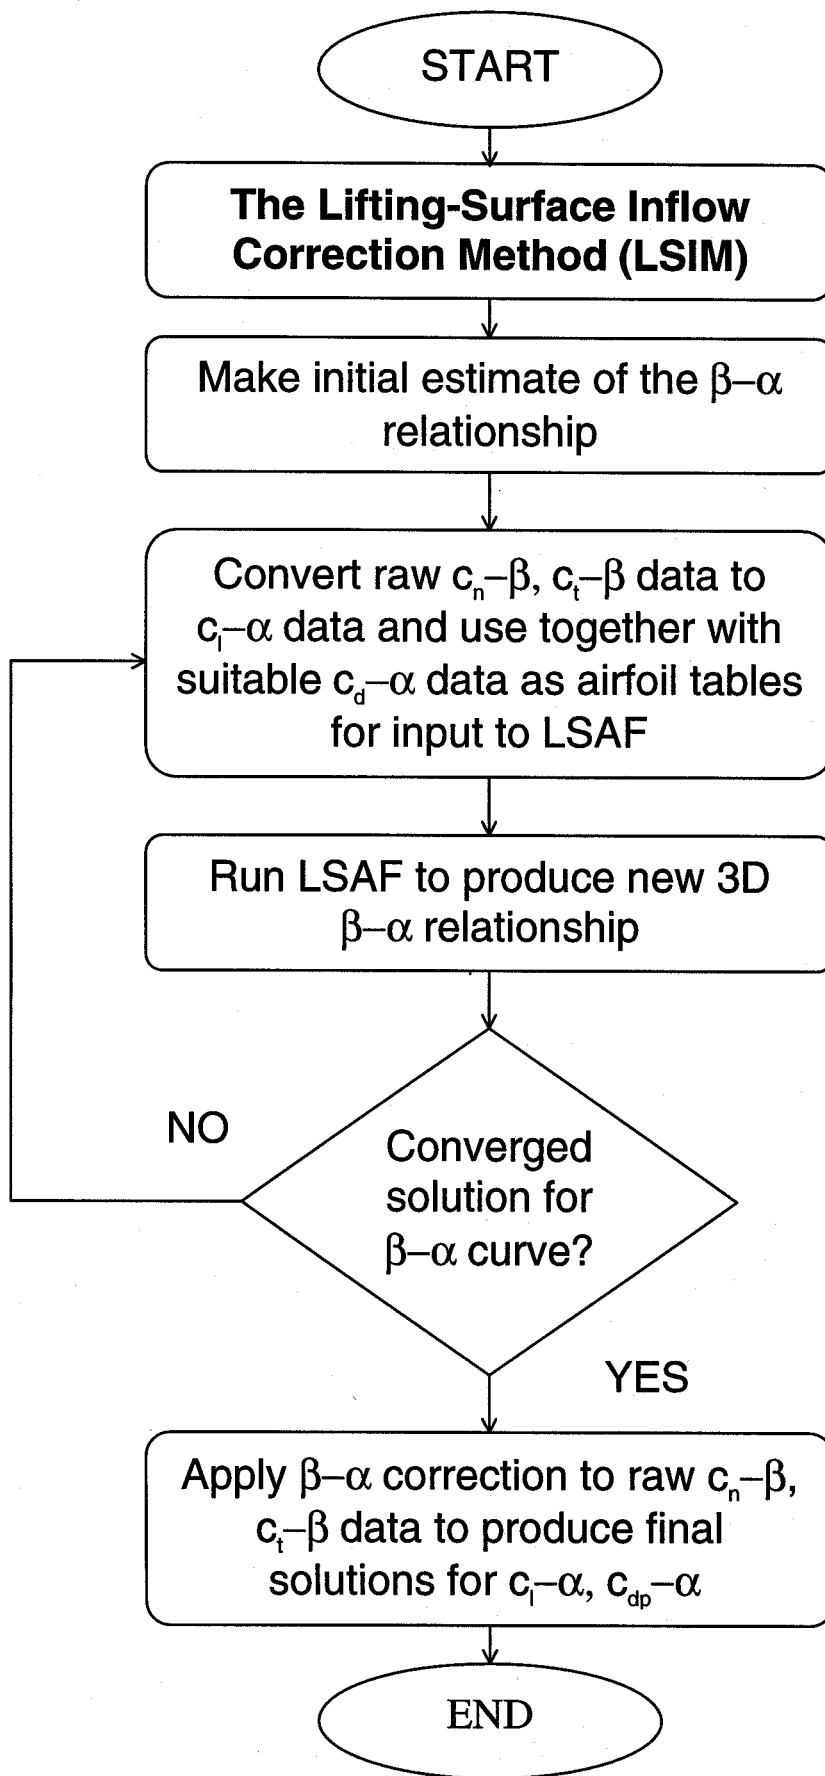 START
The Lifting-Surface Inflow
Correction Method (LSIM)
Make initial estimate of the β–α
relationship
Convert raw cₙ–β, cₜ–β data to
cₗ–α data and use together with
suitable c_d–α data as airfoil tables
for input to LSAF
Run LSAF to produce new 3D
β–α relationship
NO
Converged
solution for
β–α curve?
YES
Apply β–α correction to raw cₙ–β,
cₜ–β data to produce final
solutions for cₗ–α, c_dp–α
END